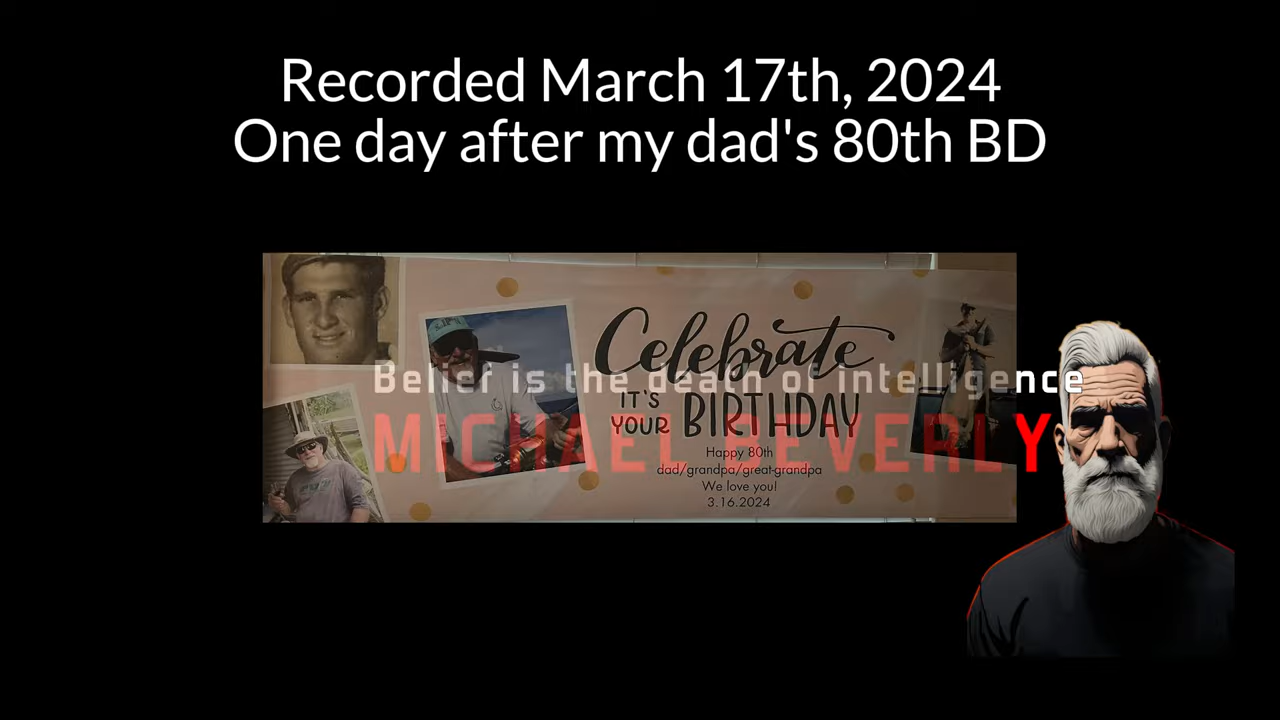 Recorded March 17th, 2024
One day after my dad's 80th BD
Celebrate
IT'S
YOUR BIRTHDAY
Belief is the death of intelligence
MICHAEL BEVERLY
Happy 80th
dad/grandpa/great-grandpa
We love you!
3.16.2024